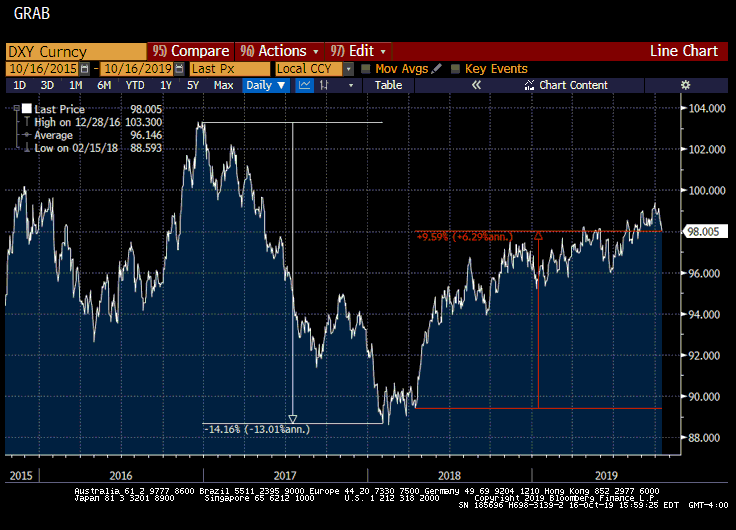 GRAB
DXY Curncy 95) Compare 96) Actions 97) Edit Line Chart
10/16/2015 - 10/16/2019 Last Px Local CCY Mov Avgs Key Events
1D 3D 1M 6M YTD 1Y 5Y Max Daily ▼ Table « Chart Content
Last Price 98.005
High on 12/28/16 103.300
Average 96.146
Low on 02/15/18 88.593
104.000
102.000
100.000
98.005
+9.59% (+6.29%ann.)
96.000
94.000
92.000
90.000
-14.16% (-13.01%ann.)
88.000
2015 2016 2017 2018 2019
Australia 61 2 9777 8600 Brazil 5511 2395 9000 Europe 44 20 7330 7500 Germany 49 69 9204 1210 Hong Kong 852 2977 6000
Japan 81 3 3201 8900 Singapore 65 6212 1000 U.S. 1 212 318 2000 Copyright 2019 Bloomberg Finance L.P.
SN 185696 H698-3139-2 16-Oct-19 15:59:25 EDT GMT-4:00